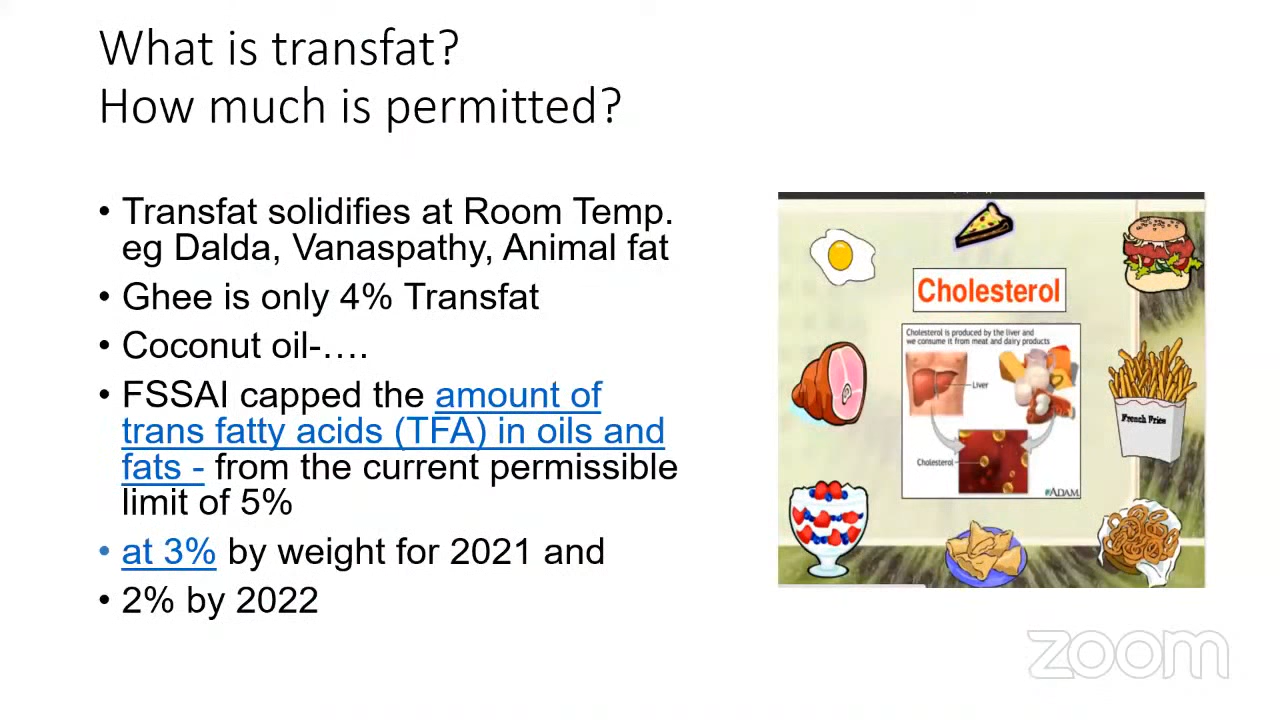 What is transfat?
How much is permitted?
• Transfat solidifies at Room Temp.
eg Dalda, Vanaspathy, Animal fat
• Ghee is only 4% Transfat
• Coconut oil-….
• FSSAI capped the amount of
trans fatty acids (TFA) in oils and
fats - from the current permissible
limit of 5%
• at 3% by weight for 2021 and
• 2% by 2022
Cholesterol
Cholesterol is produced by the liver and
we consume it from meat and dairy products
Liver
Cholesterol
ADAM
French Fries
zoom